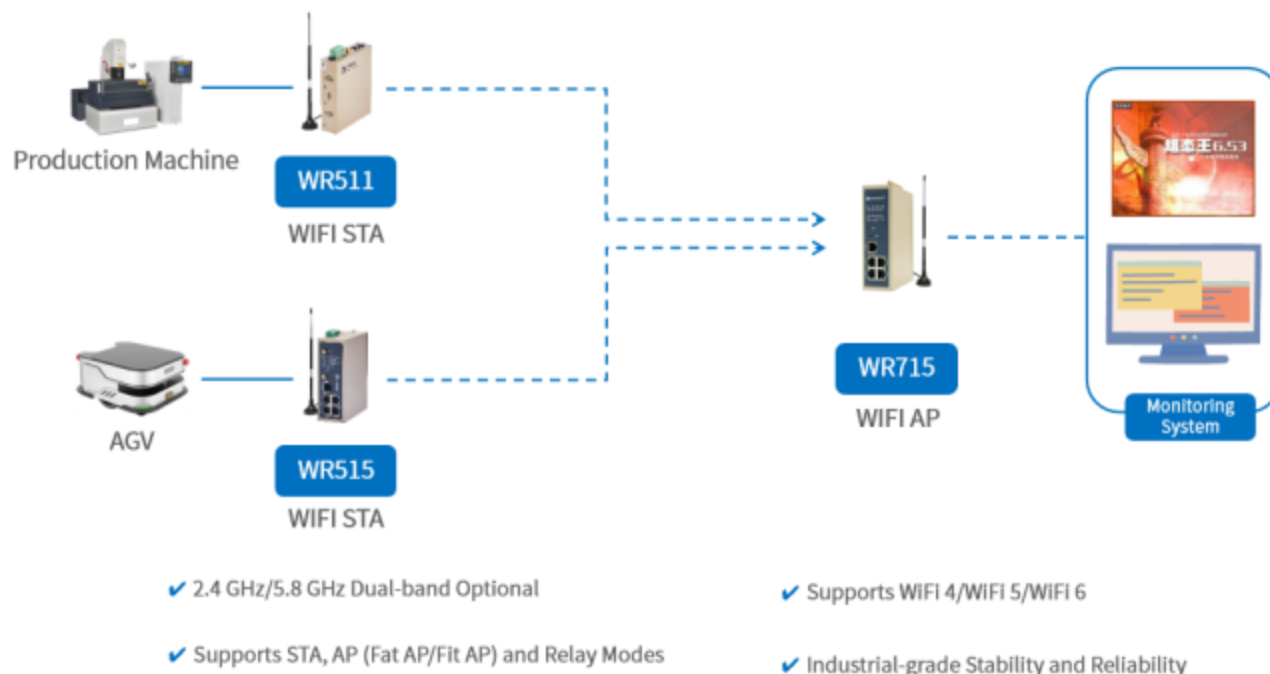 组态王6.53
Production Machine
WR511
WIFI STA
WR715
WIFI AP
Monitoring
System
AGV
WR515
WIFI STA
✔ 2.4 GHz/5.8 GHz Dual-band Optional
✔ Supports WiFi 4/WiFi 5/WiFi 6
✔ Supports STA, AP (Fat AP/Fit AP) and Relay Modes
✔ Industrial-grade Stability and Reliability